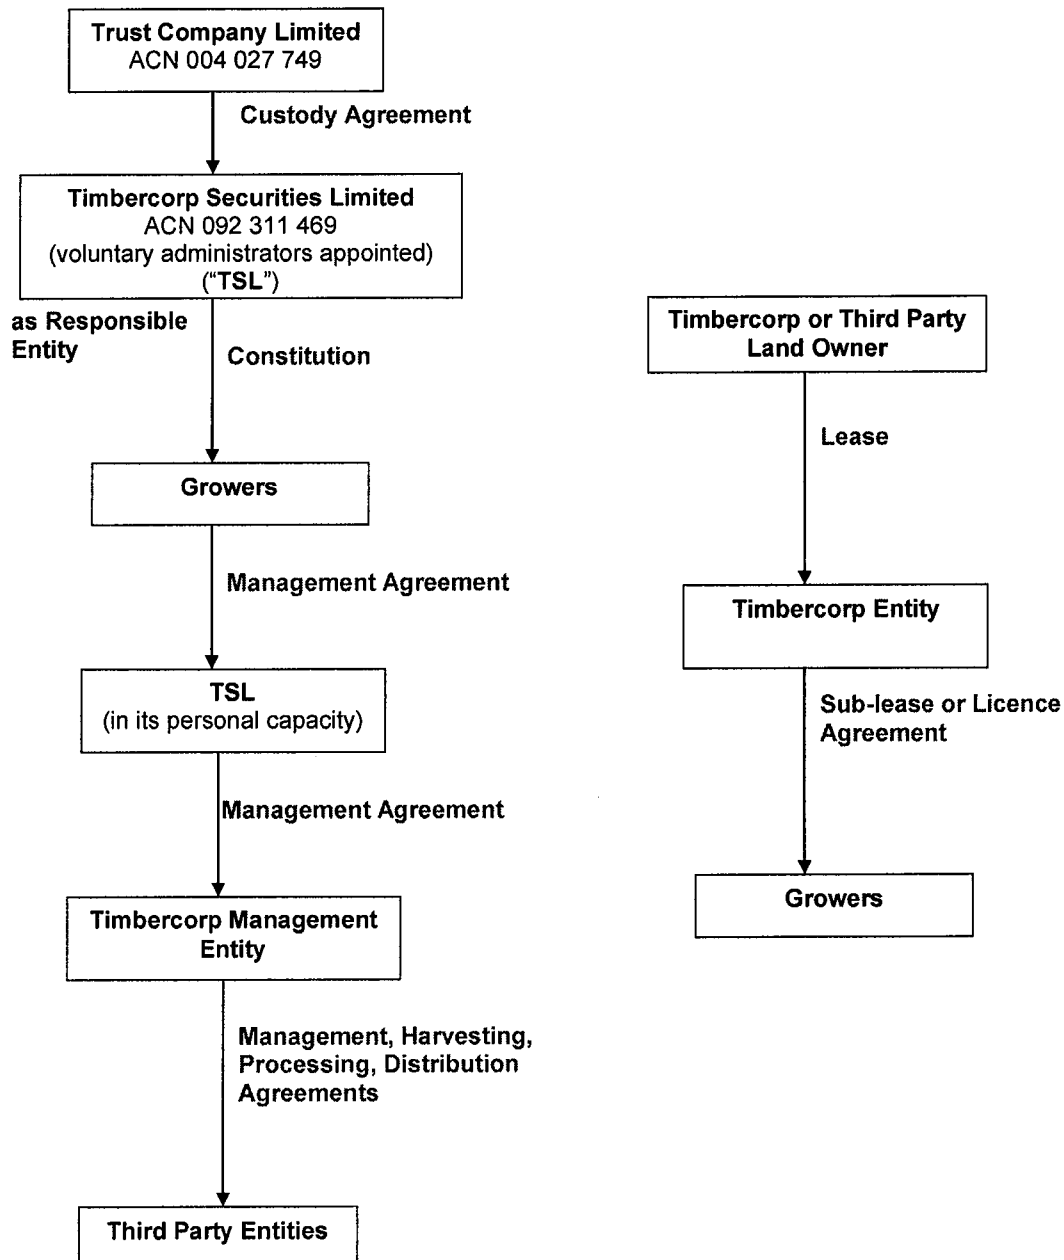 Trust Company Limited
ACN 004 027 749
Custody Agreement
Timbercorp Securities Limited
ACN 092 311 469
(voluntary administrators appointed)
("TSL")
as Responsible
Entity
Constitution
Growers
Management Agreement
TSL
(in its personal capacity)
Management Agreement
Timbercorp Management
Entity
Management, Harvesting,
Processing, Distribution
Agreements
Third Party Entities
Timbercorp or Third Party
Land Owner
Lease
Timbercorp Entity
Sub-lease or Licence
Agreement
Growers